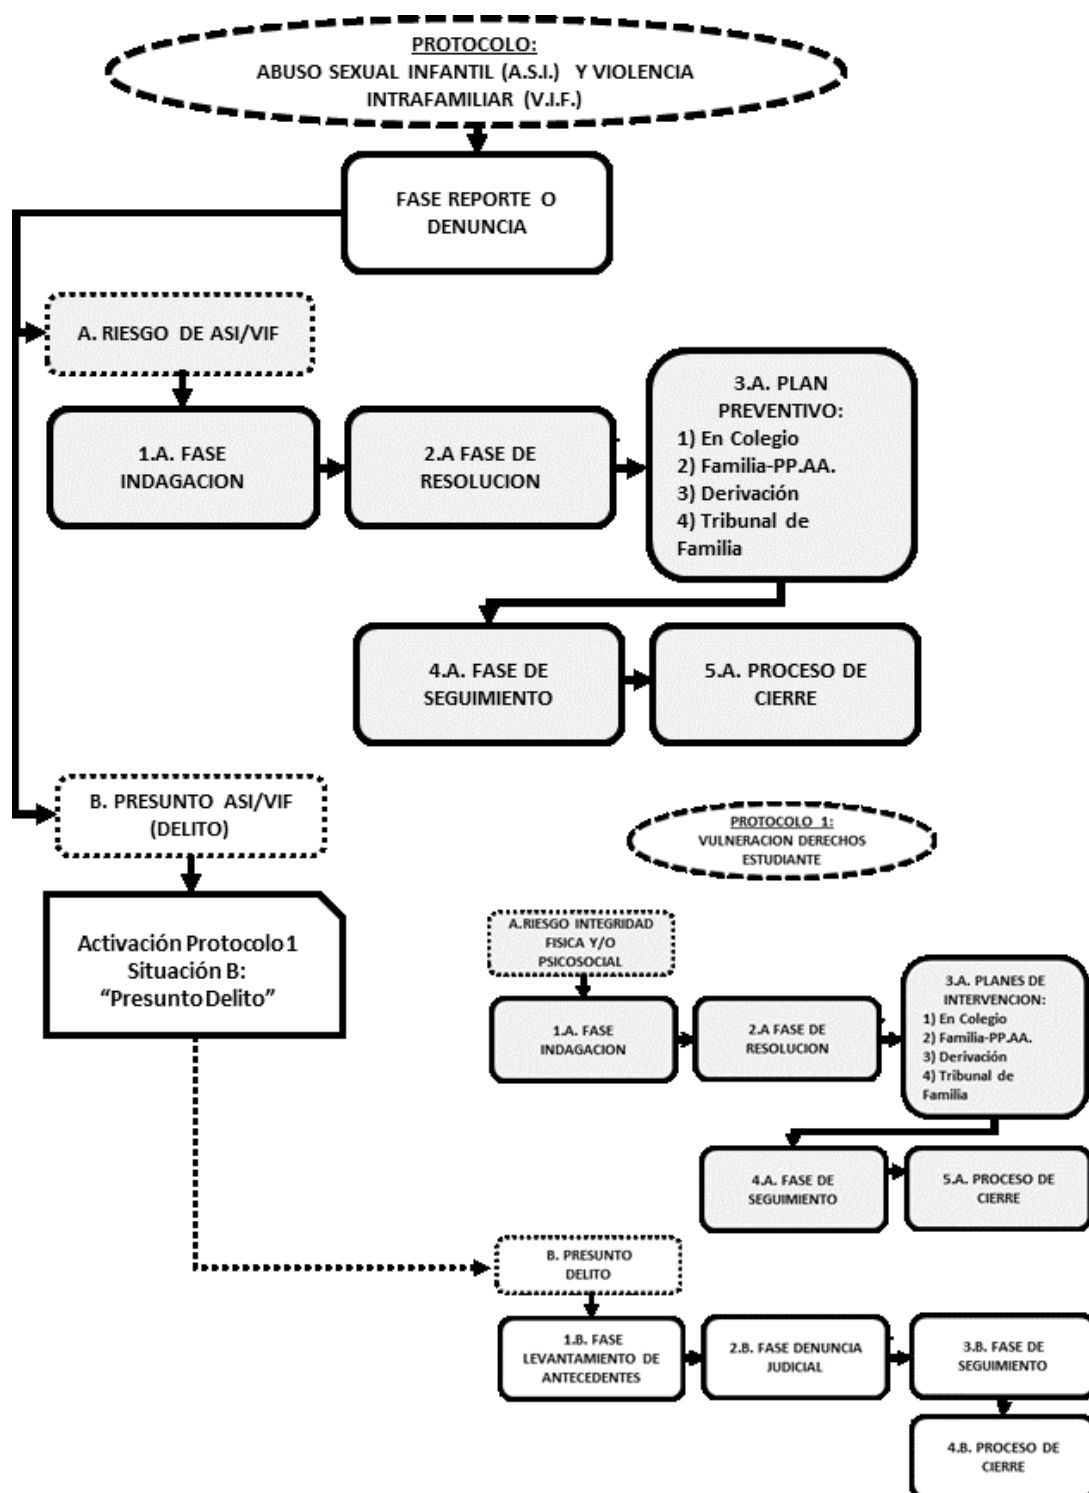 PROTOCOLO:
ABUSO SEXUAL INFANTIL (A.S.I.) Y VIOLENCIA
INTRAFAMILIAR (V.I.F.)
FASE REPORTE O
DENUNCIA
A. RIESGO DE ASI/VIF
1.A. FASE
INDAGACION
2.A FASE DE
RESOLUCION
3.A. PLAN
PREVENTIVO:
1) En Colegio
2) Familia-PP.AA.
3) Derivación
4) Tribunal de
Familia
4.A. FASE DE
SEGUIMIENTO
5.A. PROCESO DE
CIERRE
B. PRESUNTO ASI/VIF
(DELITO)
Activación Protocolo 1
Situación B:
“Presunto Delito”
PROTOCOLO 1:
VULNERACION DERECHOS
ESTUDIANTE
A.RIESGO INTEGRIDAD
FISICA Y/O
PSICOSOCIAL
1.A. FASE
INDAGACION
2.A FASE DE
RESOLUCION
3.A. PLANES DE
INTERVENCION:
1) En Colegio
2) Familia-PP.AA.
3) Derivación
4) Tribunal de
Familia
4.A. FASE DE
SEGUIMIENTO
5.A. PROCESO DE
CIERRE
B. PRESUNTO
DELITO
1.B. FASE
LEVANTAMIENTO DE
ANTECEDENTES
2.B. FASE DENUNCIA
JUDICIAL
3.B. FASE DE
SEGUIMIENTO
4.B. PROCESO DE
CIERRE